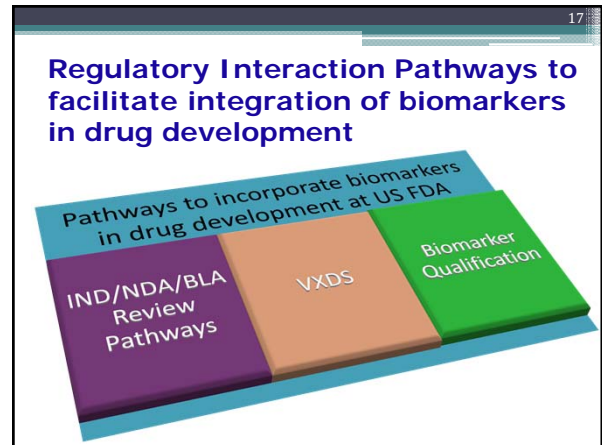 17
Regulatory Interaction Pathways to
facilitate integration of biomarkers
in drug development
Pathways to incorporate biomarkers
in drug development at US FDA
IND/NDA/BLA
Review
Pathways
VXDS
Biomarker
Qualification